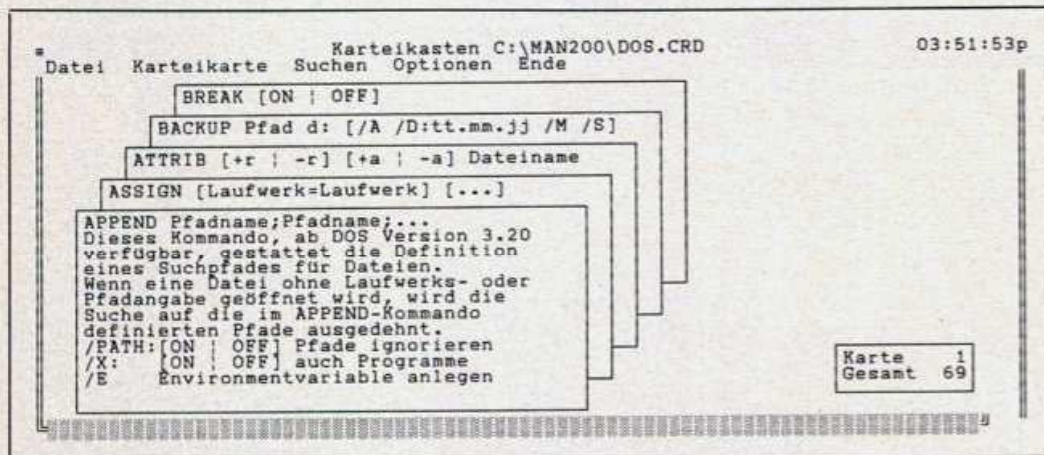 Karteikasten C:\MAN200\DOS.CRD 03:51:53p
Datei Karteikarte Suchen Optionen Ende
BREAK [ON ¦ OFF]
BACKUP Pfad d: [/A /D:tt.mm.jj /M /S]
ATTRIB [+r ¦ -r] [+a ¦ -a] Dateiname
ASSIGN [Laufwerk=Laufwerk] [...]
APPEND Pfadname;Pfadname;...
Dieses Kommando, ab DOS Version 3.20
verfügbar, gestattet die Definition
eines Suchpfades für Dateien.
Wenn eine Datei ohne Laufwerks- oder
Pfadangabe geöffnet wird, wird die
Suche auf die im APPEND-Kommando
definierten Pfade ausgedehnt.
/PATH:[ON ¦ OFF] Pfade ignorieren
/X: [ON ¦ OFF] auch Programme
/E Environmentvariable anlegen
Karte 1
Gesamt 69